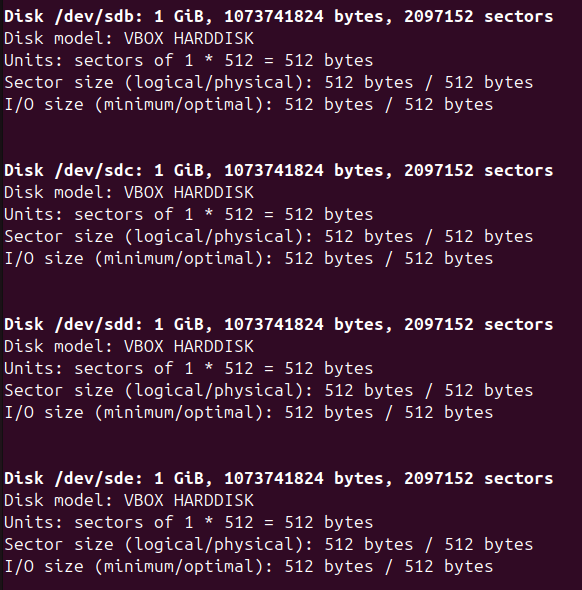 Disk /dev/sdb: 1 GiB, 1073741824 bytes, 2097152 sectors
Disk model: VBOX HARDDISK
Units: sectors of 1 * 512 = 512 bytes
Sector size (logical/physical): 512 bytes / 512 bytes
I/O size (minimum/optimal): 512 bytes / 512 bytes
Disk /dev/sdc: 1 GiB, 1073741824 bytes, 2097152 sectors
Disk model: VBOX HARDDISK
Units: sectors of 1 * 512 = 512 bytes
Sector size (logical/physical): 512 bytes / 512 bytes
I/O size (minimum/optimal): 512 bytes / 512 bytes
Disk /dev/sdd: 1 GiB, 1073741824 bytes, 2097152 sectors
Disk model: VBOX HARDDISK
Units: sectors of 1 * 512 = 512 bytes
Sector size (logical/physical): 512 bytes / 512 bytes
I/O size (minimum/optimal): 512 bytes / 512 bytes
Disk /dev/sde: 1 GiB, 1073741824 bytes, 2097152 sectors
Disk model: VBOX HARDDISK
Units: sectors of 1 * 512 = 512 bytes
Sector size (logical/physical): 512 bytes / 512 bytes
I/O size (minimum/optimal): 512 bytes / 512 bytes